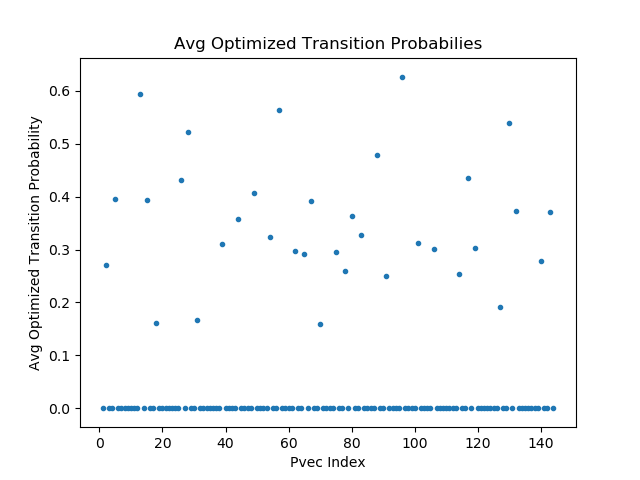 Avg Optimized Transition Probabilies
0.6
0.5
0.4
0.3
0.2
0.1
0.0
Avg Optimized Transition Probability
0 20 40 60 80 100 120 140
Pvec Index